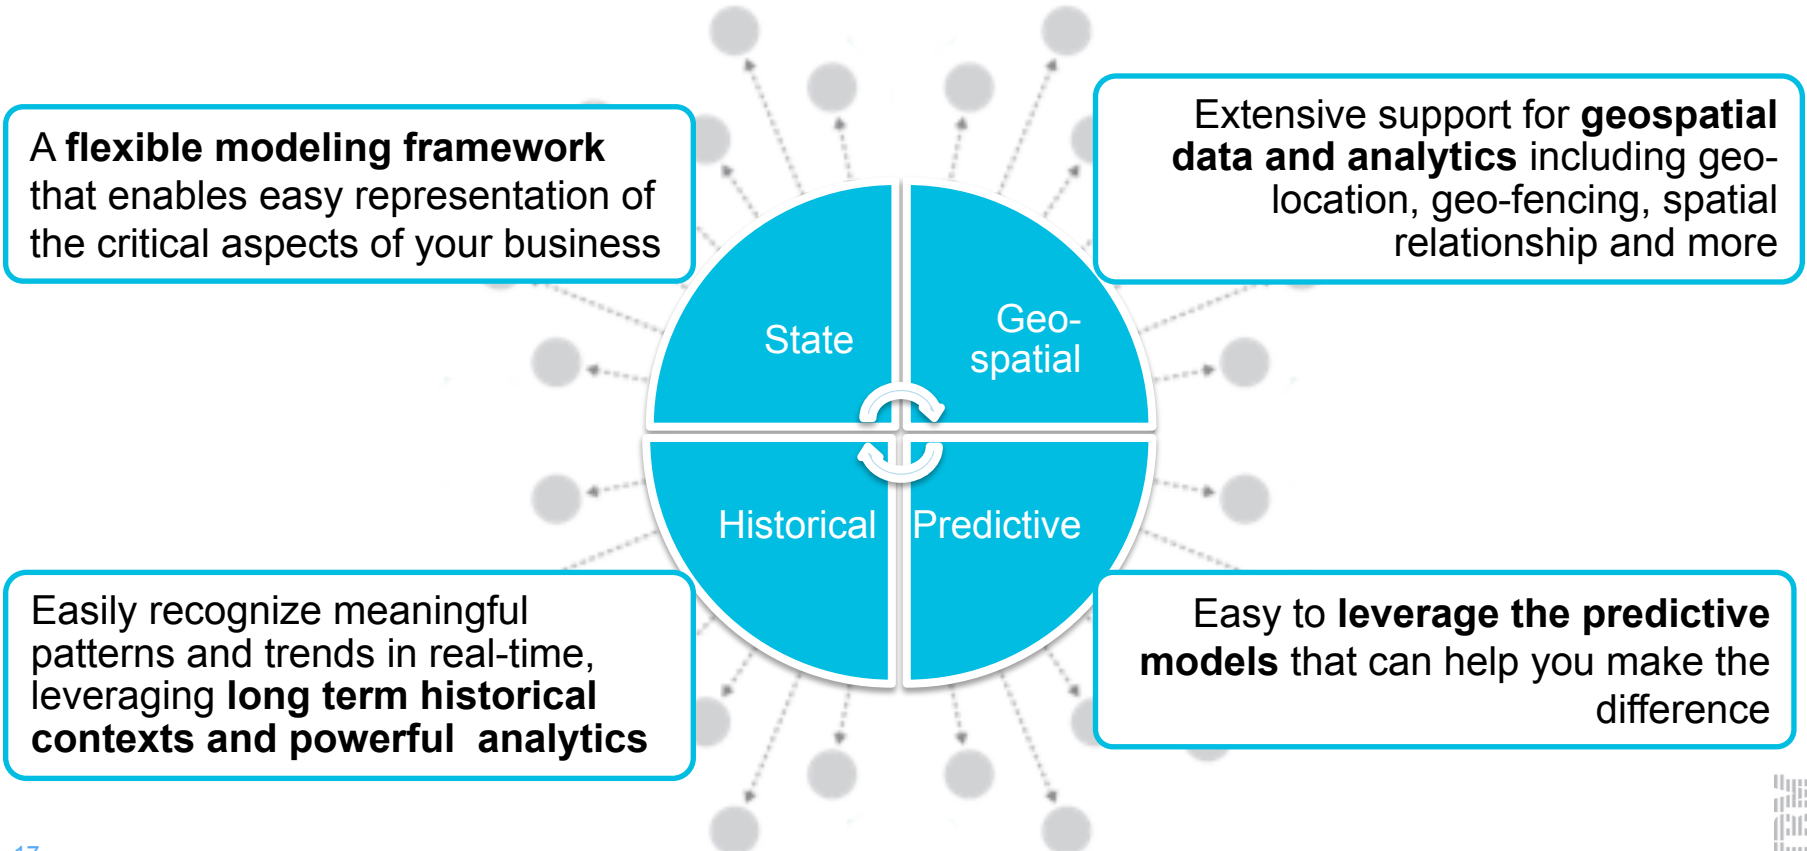 A flexible modeling framework
that enables easy representation of
the critical aspects of your business
Extensive support for geospatial
data and analytics including geo-
location, geo-fencing, spatial
relationship and more
State
Geo-
spatial
Historical
Predictive
Easily recognize meaningful
patterns and trends in real-time,
leveraging long term historical
contexts and powerful  analytics
Easy to leverage the predictive
models that can help you make the
difference
17